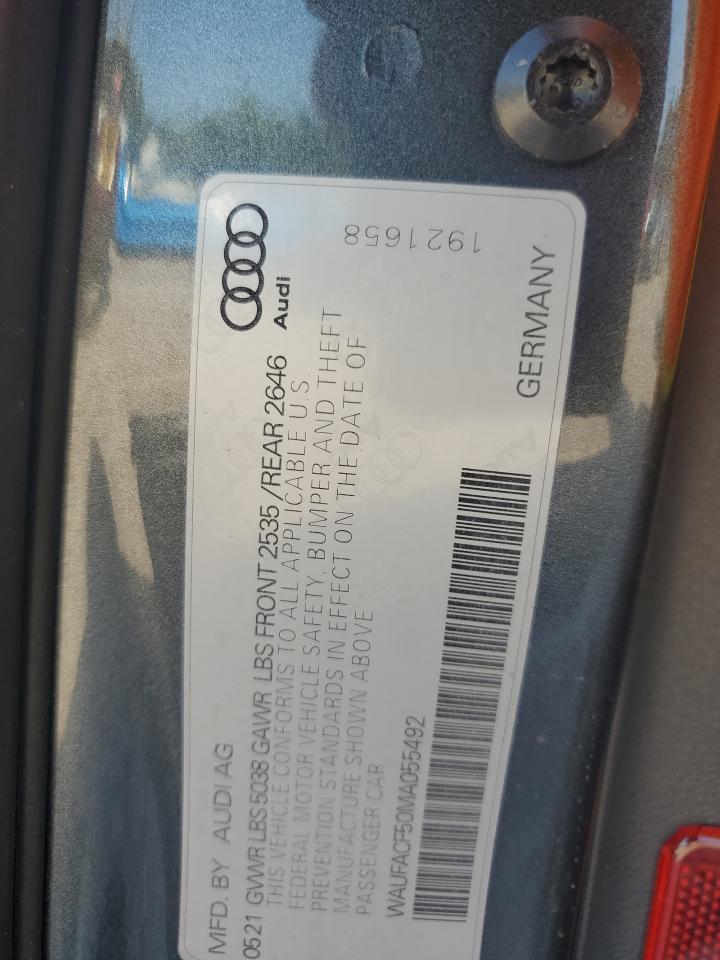 MFD. BY AUDI AG
0521 GVWR LBS 5038 GAWR LBS FRONT 2535 / REAR 2646
THIS VEHICLE CONFORMS TO ALL APPLICABLE U.S.
FEDERAL MOTOR VEHICLE SAFETY, BUMPER AND THEFT
PREVENTION STANDARDS IN EFFECT ON THE DATE OF
MANUFACTURE SHOWN ABOVE.
PASSENGER CAR
WAUFACF50MA055492
Audi
GERMANY
1921658